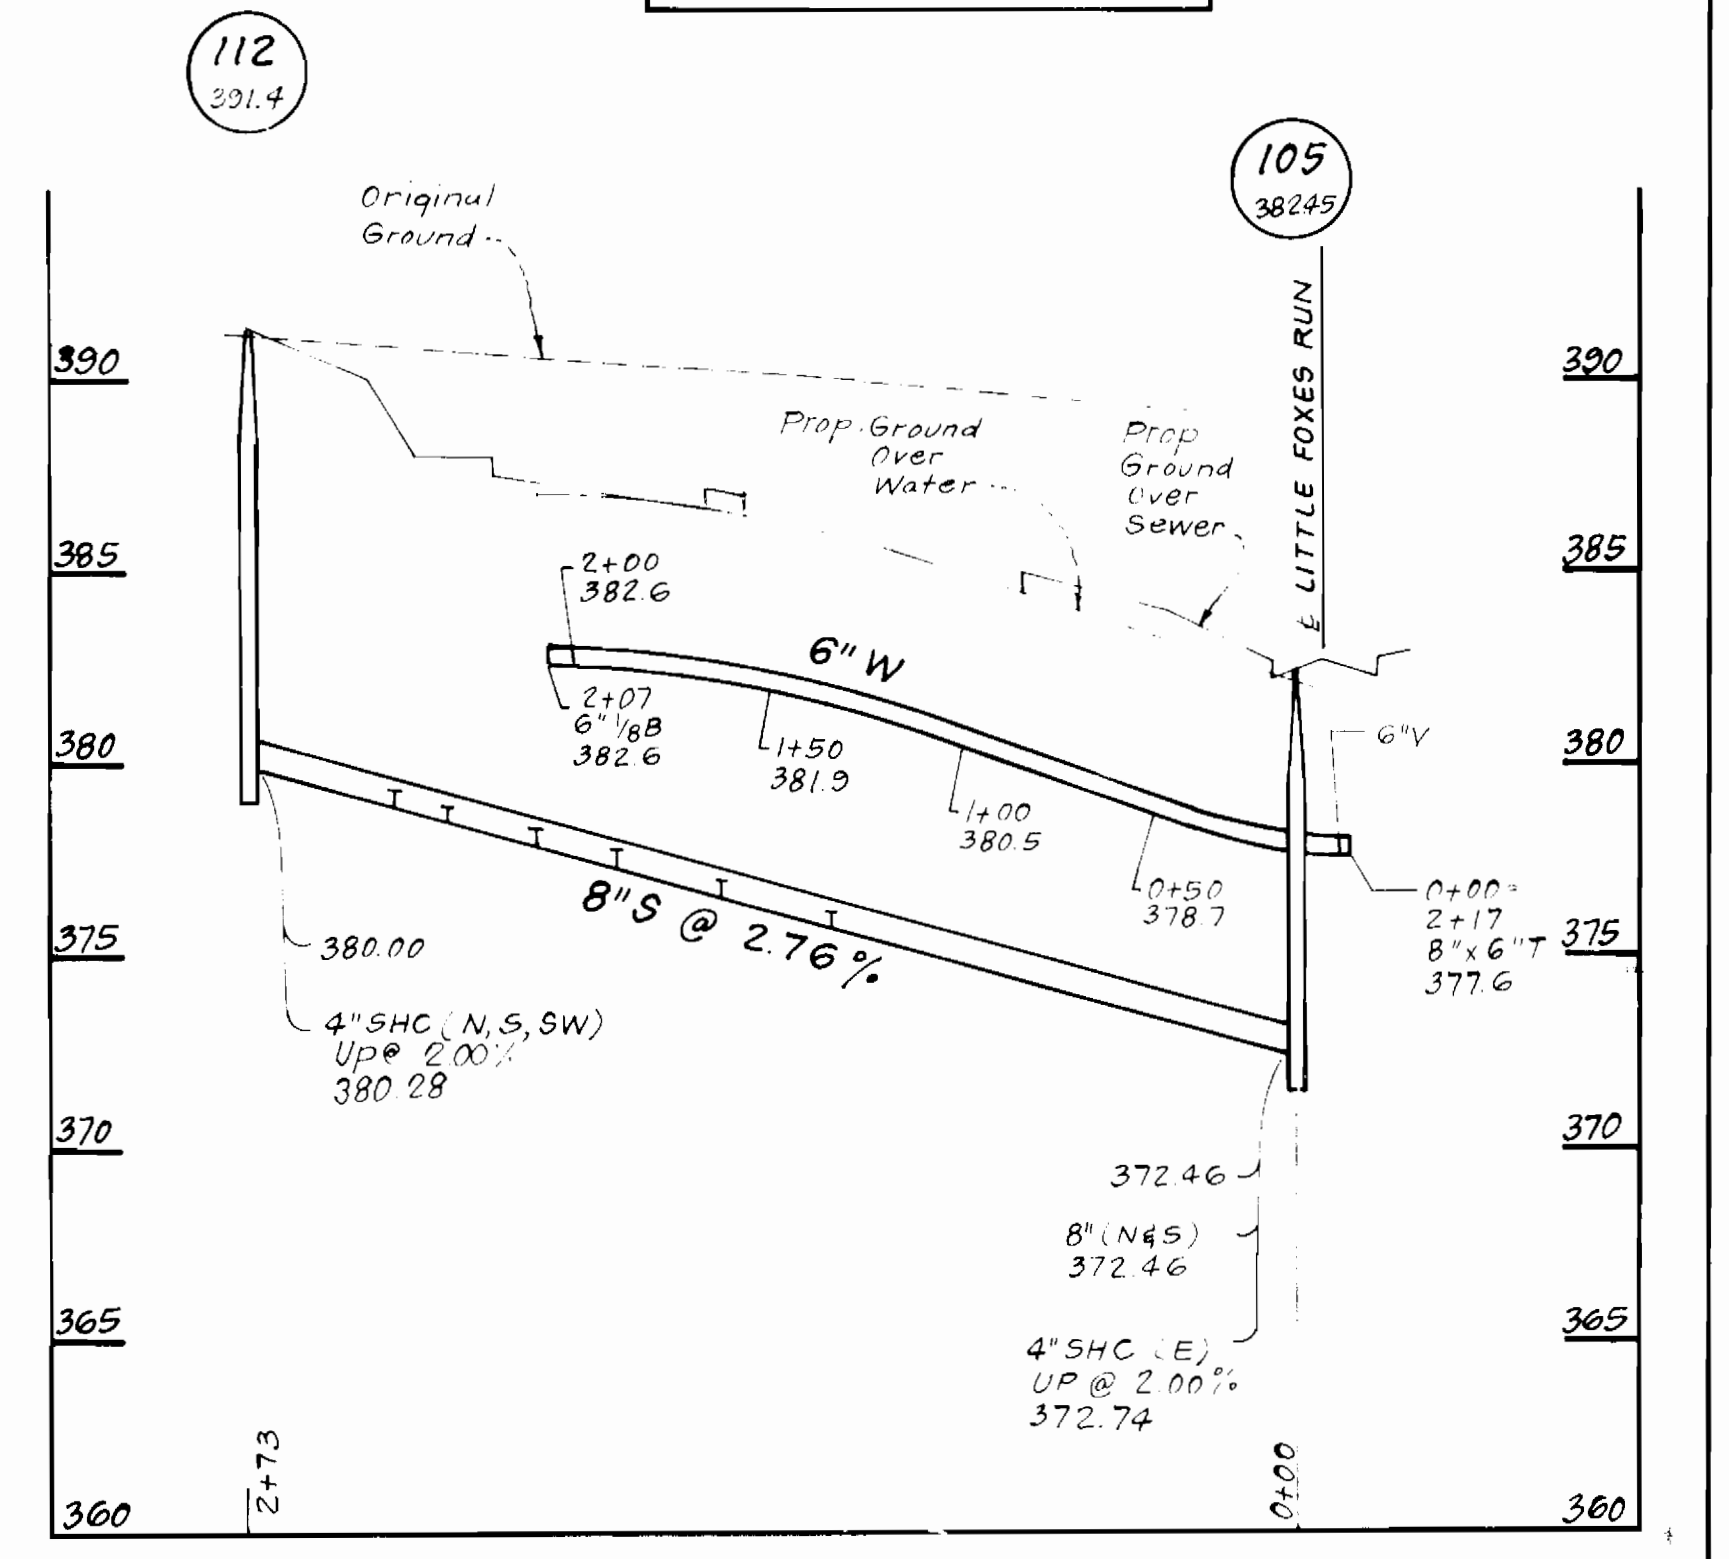 112
391.4
105
382.45
Original
Ground
LITTLE FOXES RUN
390
390
Prop. Ground
Over
Water
Prop
Ground
Over
Sewer
385
385
2+00
382.6
6" W
2+07
6" 1/8B
382.6
1+50
381.9
6"V
380
380
1+00
380.5
8"S @ 2.76%
0+50
378.7
0+00=
2+17
8"x6"T
377.6
375
375
380.00
4"SHC (N,S,SW)
UP@ 2.00%
380.28
370
370
372.46
8"(N&S)
372.46
365
365
4"SHC (E)
UP @ 2.00%
372.74
2+73
0+00
360
360